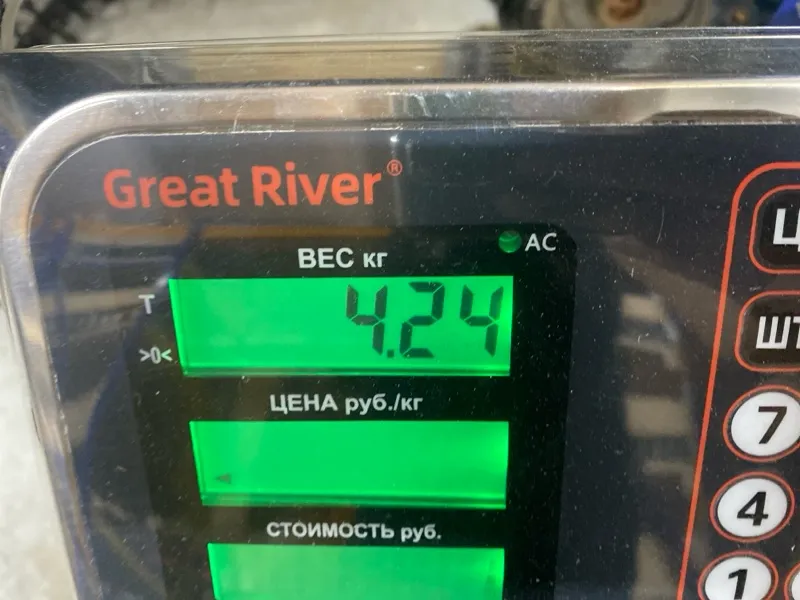 Great River®
AC
ВЕС кг
T
4.24
>0<
ЦЕНА руб./кг
СТОИМОСТЬ руб.
7
4
1